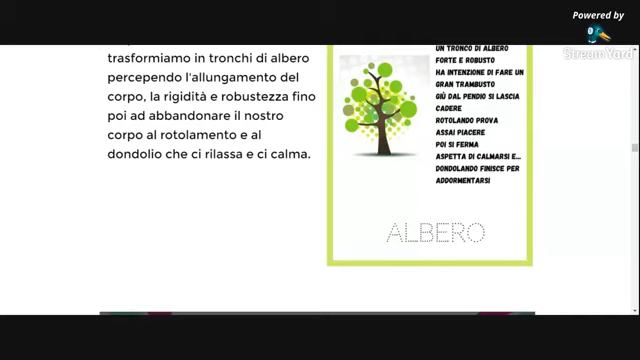 Powered by
StreamYard
trasformiamo in tronchi di albero
percependo l'allungamento del
corpo, la rigidità e robustezza fino
poi ad abbandonare il nostro
corpo al rotolamento e al
dondolio che ci rilassa e ci calma.
UN TRONCO DI ALBERO
FORTE E ROBUSTO
HA INTENZIONE DI FARE UN
GRAN TRAMBUSTO
GIÙ DAL PENDIO SI LASCIA
CADERE
ROTOLANDO PROVA
ASSAI PIACERE
POI SI FERMA
ASPETTA DI CALMARSI E...
DONDOLANDO FINISCE PER
ADDORMENTARSI
ALBERO